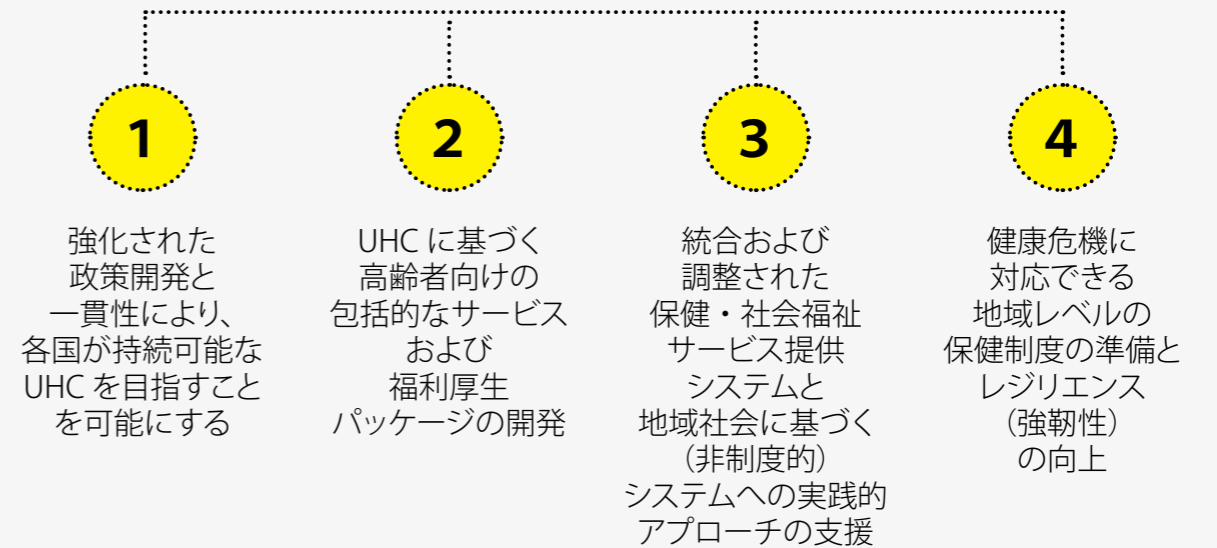 1
強化された
政策開発と
一貫性により、
各国が持続可能な
UHC を目指すこと
を可能にする
2
UHC に基づく
高齢者向けの
包括的なサービス
および
福利厚生
パッケージの開発
3
統合および
調整された
保健・社会福祉
サービス提供
システムと
地域社会に基づく
（非制度的）
システムへの実践的
アプローチの支援
4
健康危機に
対応できる
地域レベルの
保健制度の準備と
レジリエンス
（強靭性）
の向上